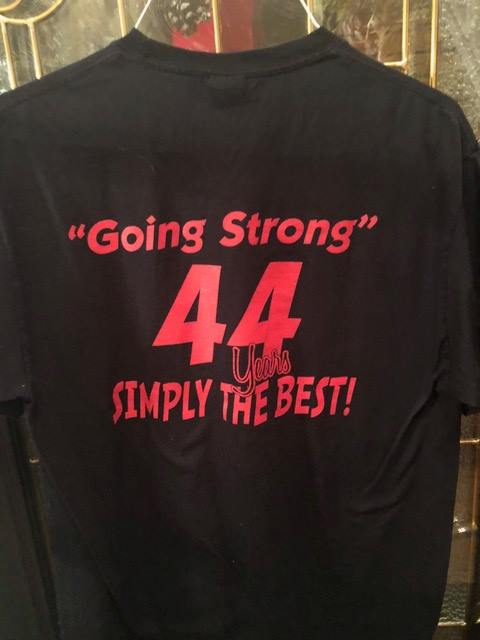 “Going Strong”
44
Years
SIMPLY THE BEST!